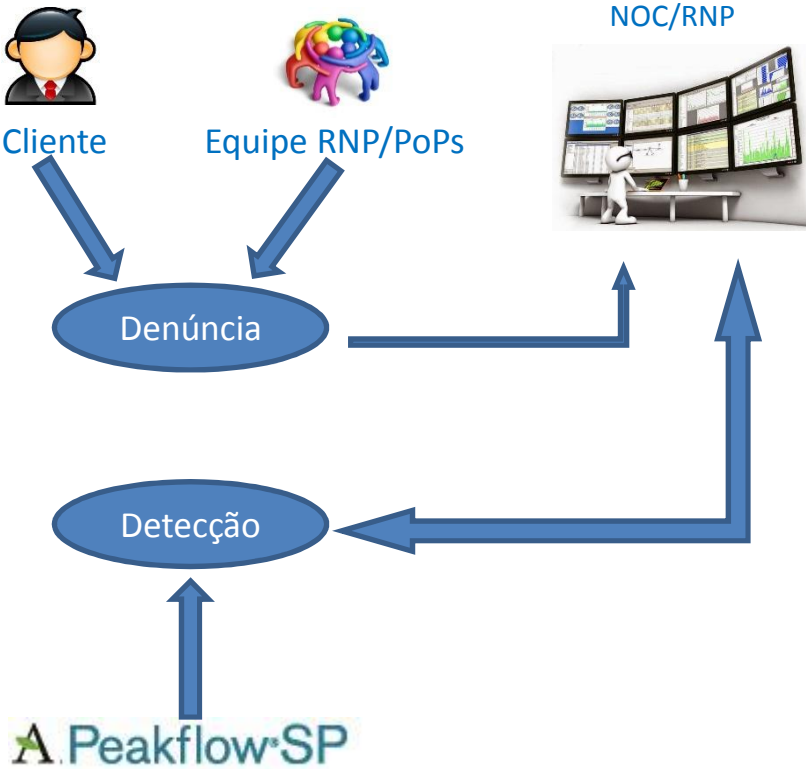 NOC/RNP
Cliente
Equipe RNP/PoPs
Denúncia
Detecção
Peakflow SP